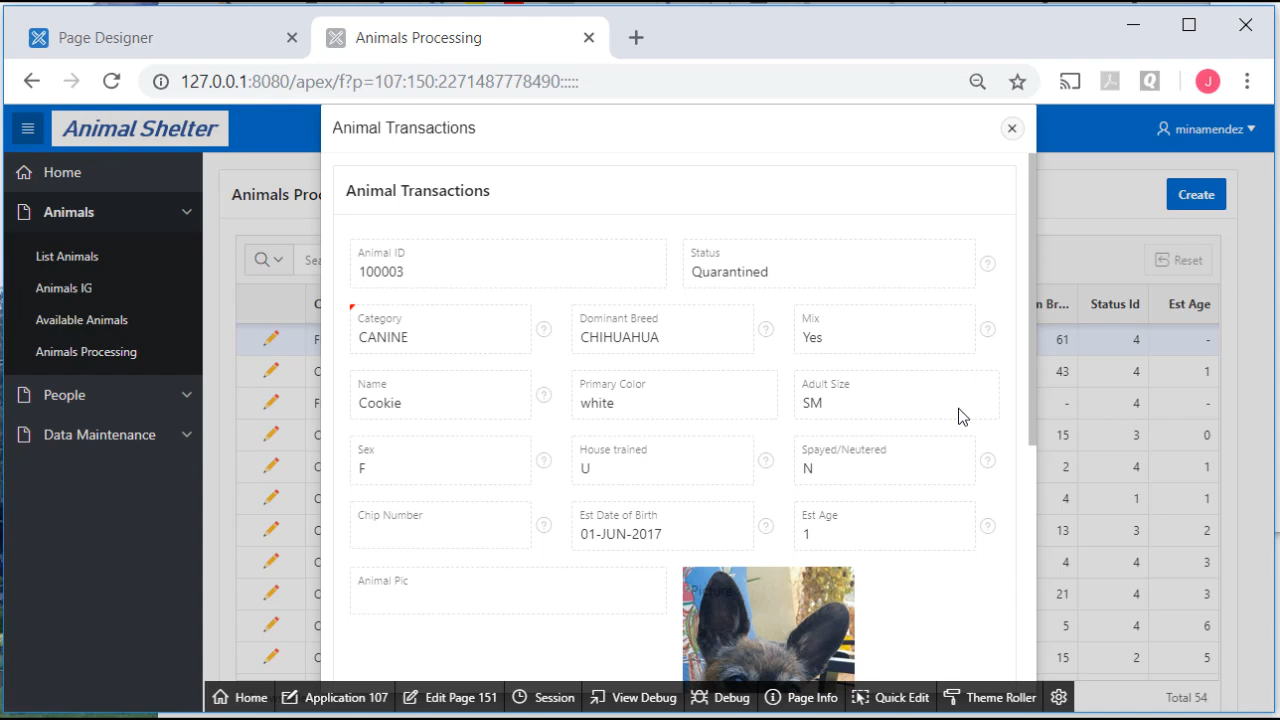 Page Designer
Animals Processing
127.0.0.1:8080/apex/f?p=107:150:2271487778490:::::
Q
J
Animal Shelter
minamendez
Home
Animals
List Animals
Animals IG
Available Animals
Animals Processing
People
Data Maintenance
Animals Pro
Create
Sea
Reset
Animal Transactions
Animal Transactions
Animal ID
100003
Status
Quarantined
Category
CANINE
Dominant Breed
CHIHUAHUA
Mix
Yes
Name
Cookie
Primary Color
white
Adult Size
SM
Sex
F
House trained
U
Spayed/Neutered
N
Chip Number
Est Date of Birth
01-JUN-2017
Est Age
1
Animal Pic
Picture
n Br... Status Id Est Age
61 4 -
43 4 1
- 4 -
15 3 0
2 4 1
4 1 1
13 3 2
4 4 3
21 4 3
5 4 6
15 2 5
Total 54
Home Application 107 Edit Page 151 Session View Debug Debug Page Info Quick Edit Theme Roller